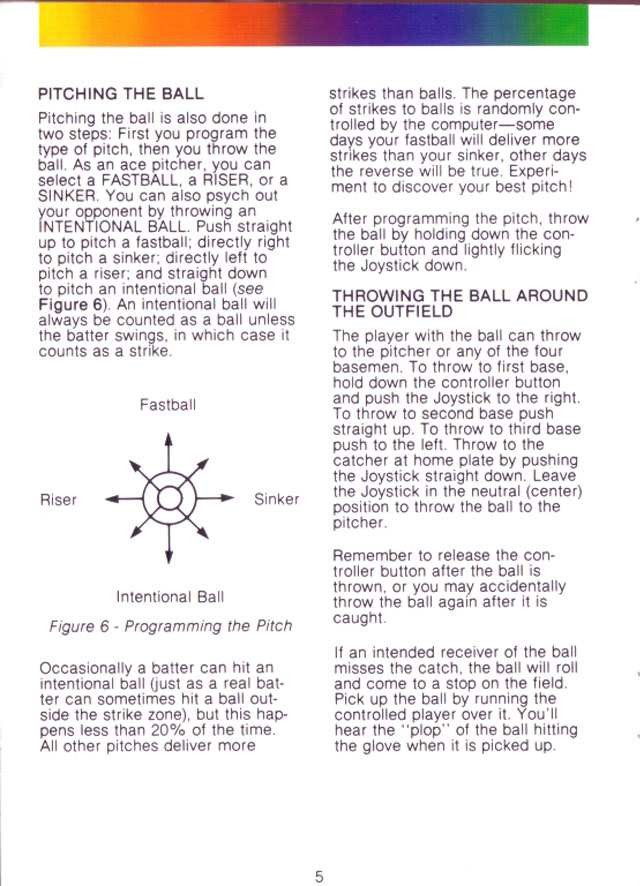 PITCHING THE BALL
Pitching the ball is also done in
two steps: First you program the
type of pitch, then you throw the
ball. As an ace pitcher, you can
select a FASTBALL, a RISER, or a
SINKER. You can also psych out
your opponent by throwing an
INTENTIONAL BALL. Push straight
up to pitch a fastball; directly right
to pitch a sinker; directly left to
pitch a riser; and straight down
to pitch an intentional ball (see
Figure 6). An intentional ball will
always be counted as a ball unless
the batter swings, in which case it
counts as a strike.
Fastball
Riser
Sinker
Intentional Ball
Figure 6 - Programming the Pitch
Occasionally a batter can hit an
intentional ball (just as a real bat-
ter can sometimes hit a ball out-
side the strike zone), but this hap-
pens less than 20% of the time.
All other pitches deliver more
strikes than balls. The percentage
of strikes to balls is randomly con-
trolled by the computer—some
days your fastball will deliver more
strikes than your sinker, other days
the reverse will be true. Experi-
ment to discover your best pitch!
After programming the pitch, throw
the ball by holding down the con-
troller button and lightly flicking
the Joystick down.
THROWING THE BALL AROUND
THE OUTFIELD
The player with the ball can throw
to the pitcher or any of the four
basemen. To throw to first base,
hold down the controller button
and push the Joystick to the right.
To throw to second base push
straight up. To throw to third base
push to the left. Throw to the
catcher at home plate by pushing
the Joystick straight down. Leave
the Joystick in the neutral (center)
position to throw the ball to the
pitcher.
Remember to release the con-
troller button after the ball is
thrown, or you may accidentally
throw the ball again after it is
caught.
If an intended receiver of the ball
misses the catch, the ball will roll
and come to a stop on the field.
Pick up the ball by running the
controlled player over it. You'll
hear the "plop" of the ball hitting
the glove when it is picked up.
5